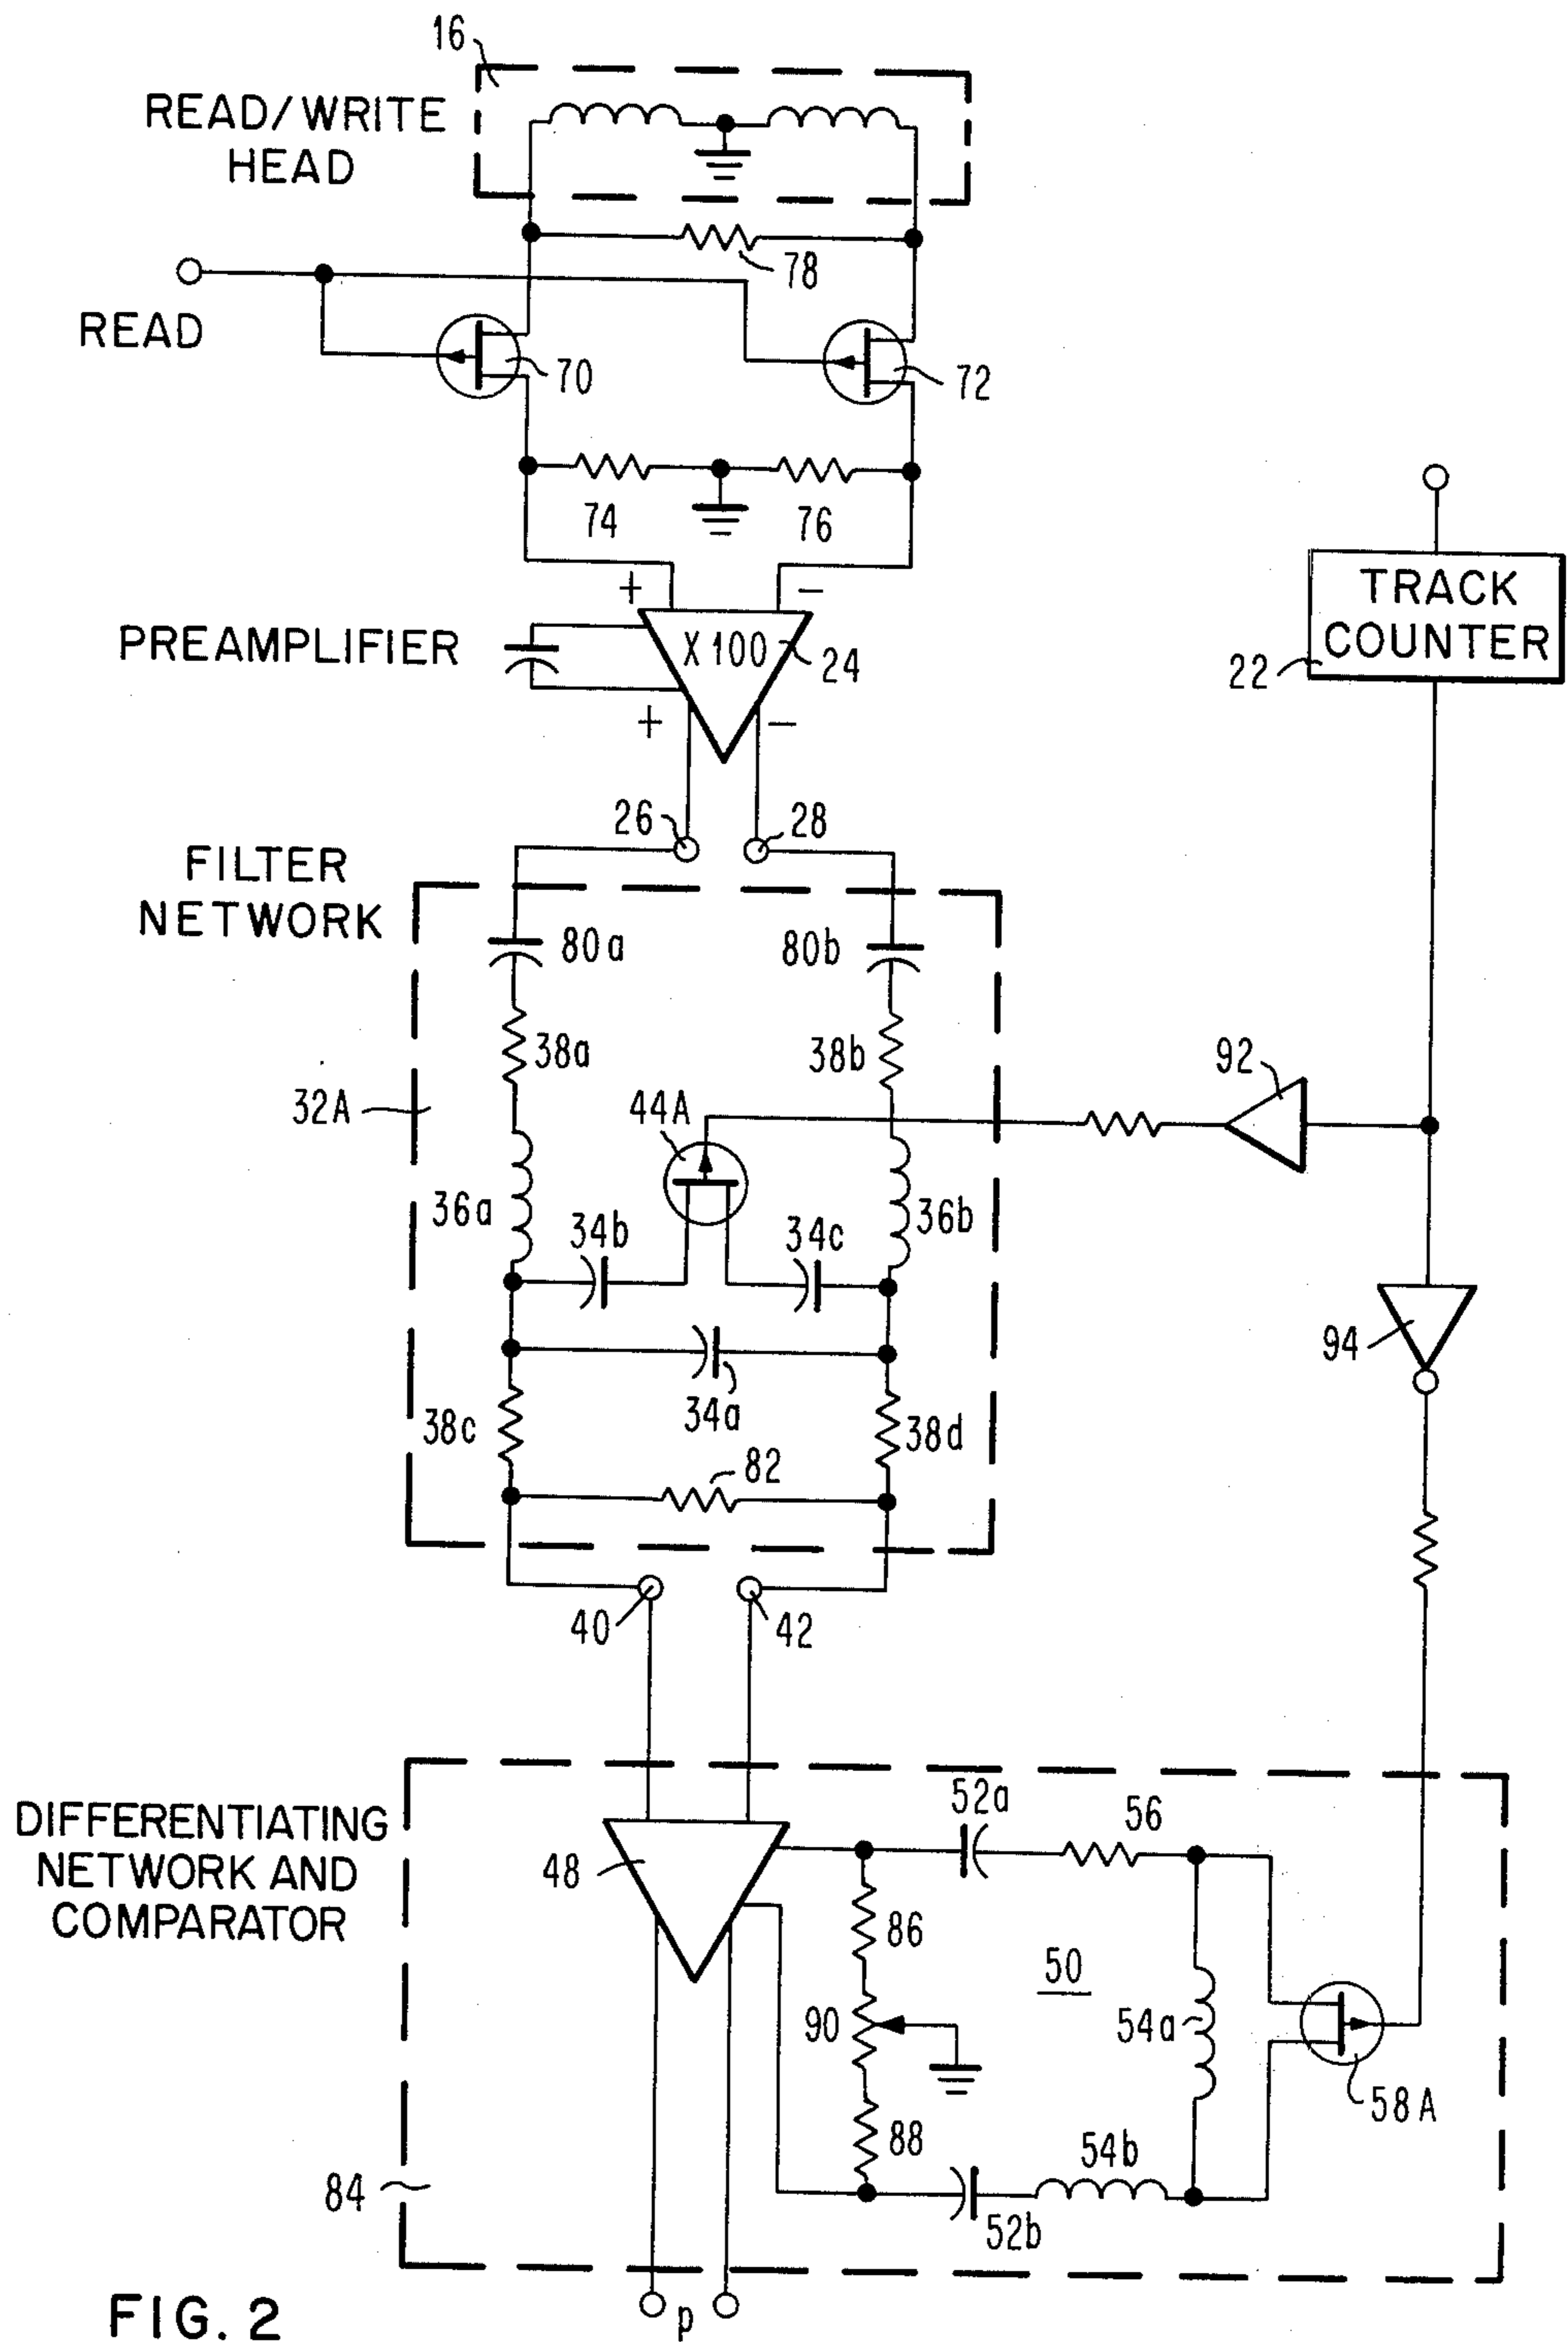 16
READ/WRITE
HEAD
78
READ
70
72
74
76
+
−
PREAMPLIFIER
X 100
24
+
−
TRACK
COUNTER
22
26
28
FILTER
NETWORK
80a
80b
38a
38b
32A
44A
92
36a
36b
34b
34c
94
34a
38c
38d
82
40
42
DIFFERENTIATING
NETWORK AND
COMPARATOR
52a
56
48
86
50
90
54a
58A
88
54b
84
52b
p
FIG. 2